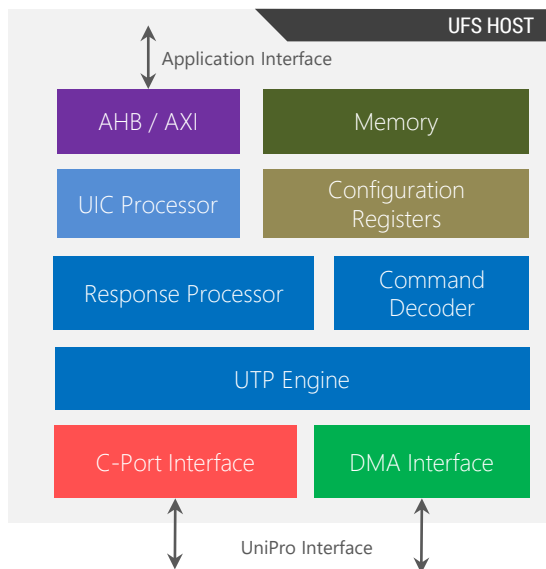 UFS HOST
Application Interface
AHB / AXI
Memory
UIC Processor
Configuration
Registers
Response Processor
Command
Decoder
UTP Engine
C-Port Interface
DMA Interface
UniPro Interface